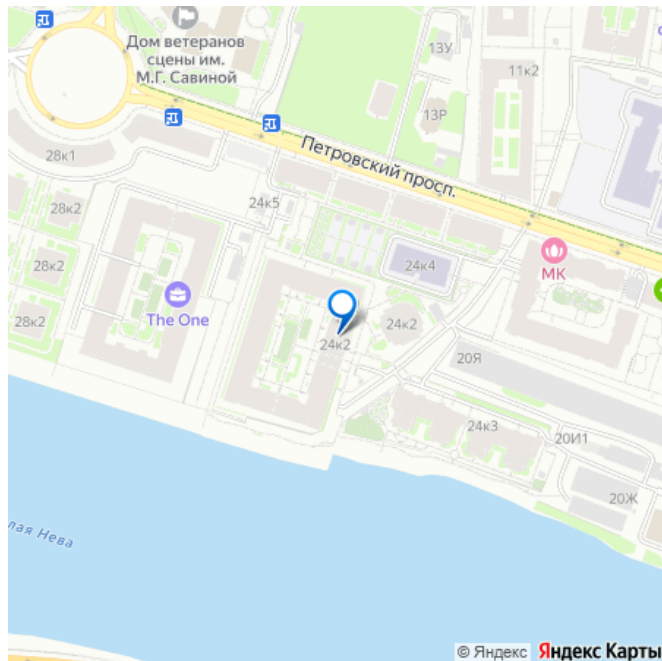 Дом ветеранов
сцены им.
М.Г. Савиной
13У
11к2
13Р
Петровский просп.
28к1
28к2
24к5
28к2
24к4
МК
The One
28к2
24к2
24к2
20Я
24к3
20И1
20Ж
лая Нева
© Яндекс Яндекс Карты